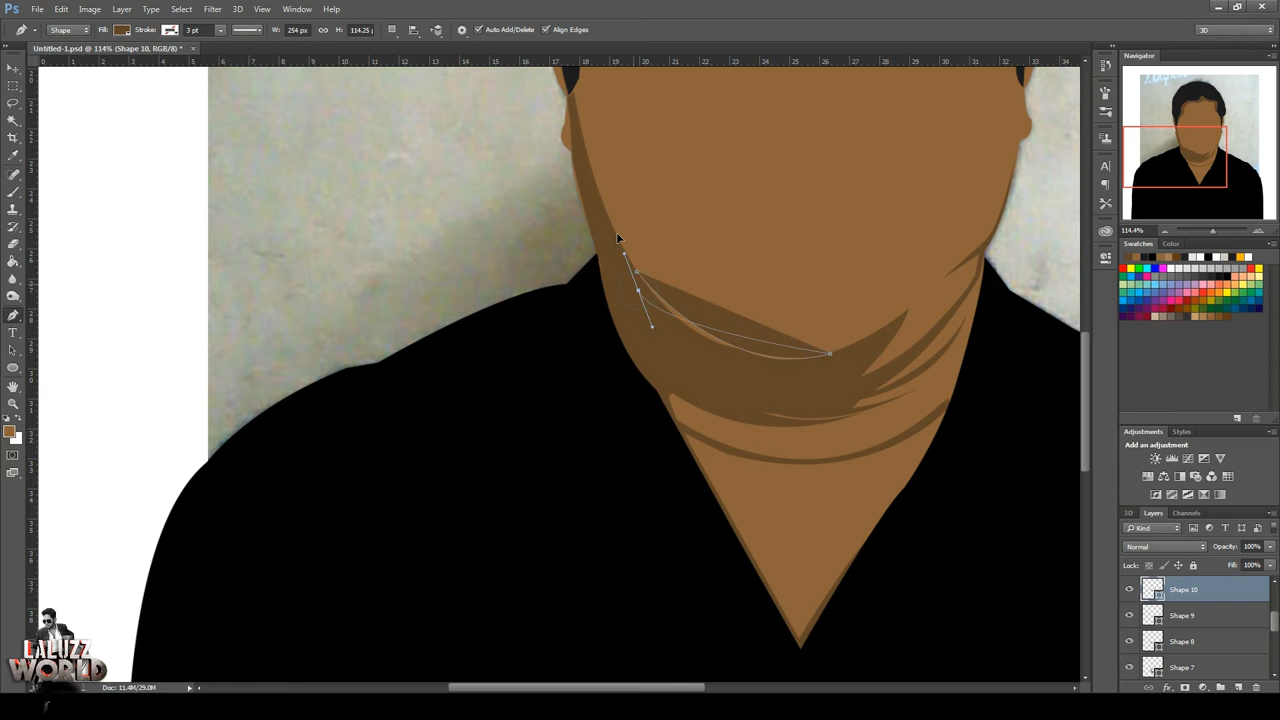 Ps File Edit Image Layer Type Select Filter 3D View Window Help
Shape Fill: Stroke: 3 pt W: 254 px H: 114.25 Auto Add/Delete Align Edges 3D
Untitled-1.psd @ 114% (Shape 10, RGB/8) *
Navigator
114.4%
Swatches Color
Adjustments Styles
Add an adjustment
3D Layers Channels
Kind
Normal Opacity: 100%
Lock: Fill: 100%
Shape 10
Shape 9
Shape 8
Shape 7
Doc: 11.4M/29.0M
LALUZZ
WORLD